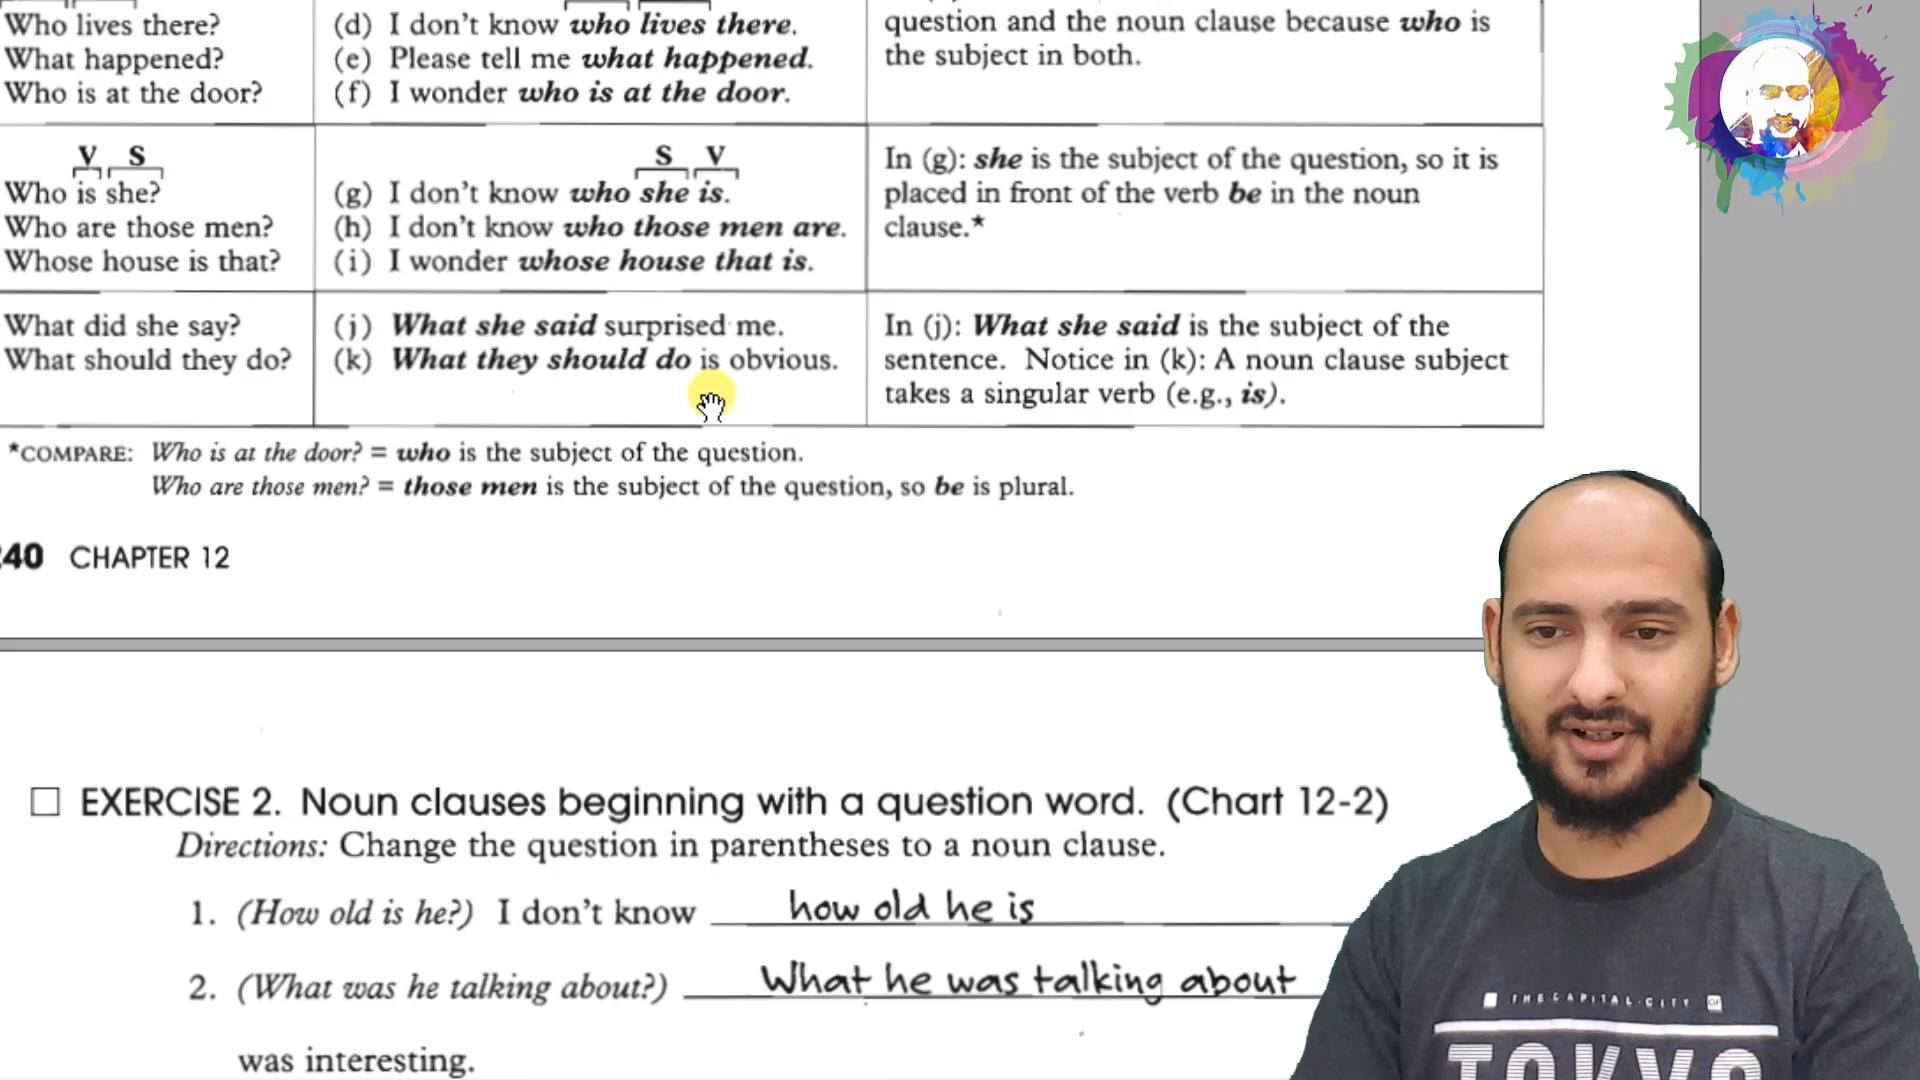 Who lives there?
What happened?
Who is at the door?
(d) I don't know who lives there.
(e) Please tell me what happened.
(f) I wonder who is at the door.
question and the noun clause because who is
the subject in both.
V S
Who is she?
Who are those men?
Whose house is that?
S V
(g) I don't know who she is.
(h) I don't know who those men are.
(i) I wonder whose house that is.
In (g): she is the subject of the question, so it is
placed in front of the verb be in the noun
clause.*
What did she say?
What should they do?
(j) What she said surprised me.
(k) What they should do is obvious.
In (j): What she said is the subject of the
sentence. Notice in (k): A noun clause subject
takes a singular verb (e.g., is).
*COMPARE: Who is at the door? = who is the subject of the question.
Who are those men? = those men is the subject of the question, so be is plural.
40 CHAPTER 12
EXERCISE 2. Noun clauses beginning with a question word. (Chart 12-2)
Directions: Change the question in parentheses to a noun clause.
1. (How old is he?) I don't know how old he is
2. (What was he talking about?) What he was talking about
was interesting.
THE CAPITAL CITY OF
TOKYO